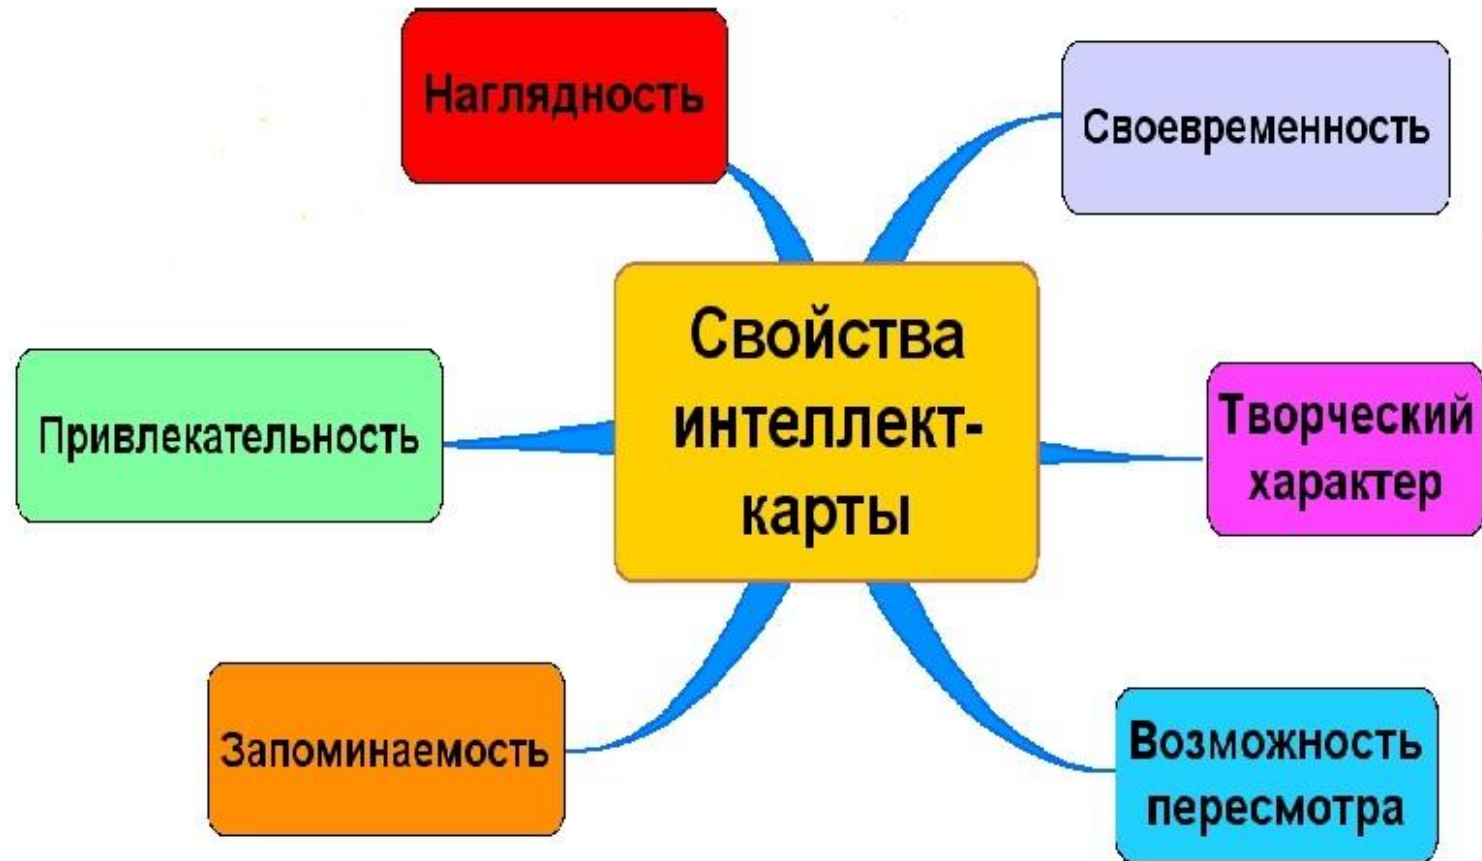 Наглядность
Своевременность
Свойства
интеллект-
карты
Привлекательность
Творческий
характер
Запоминаемость
Возможность
пересмотра